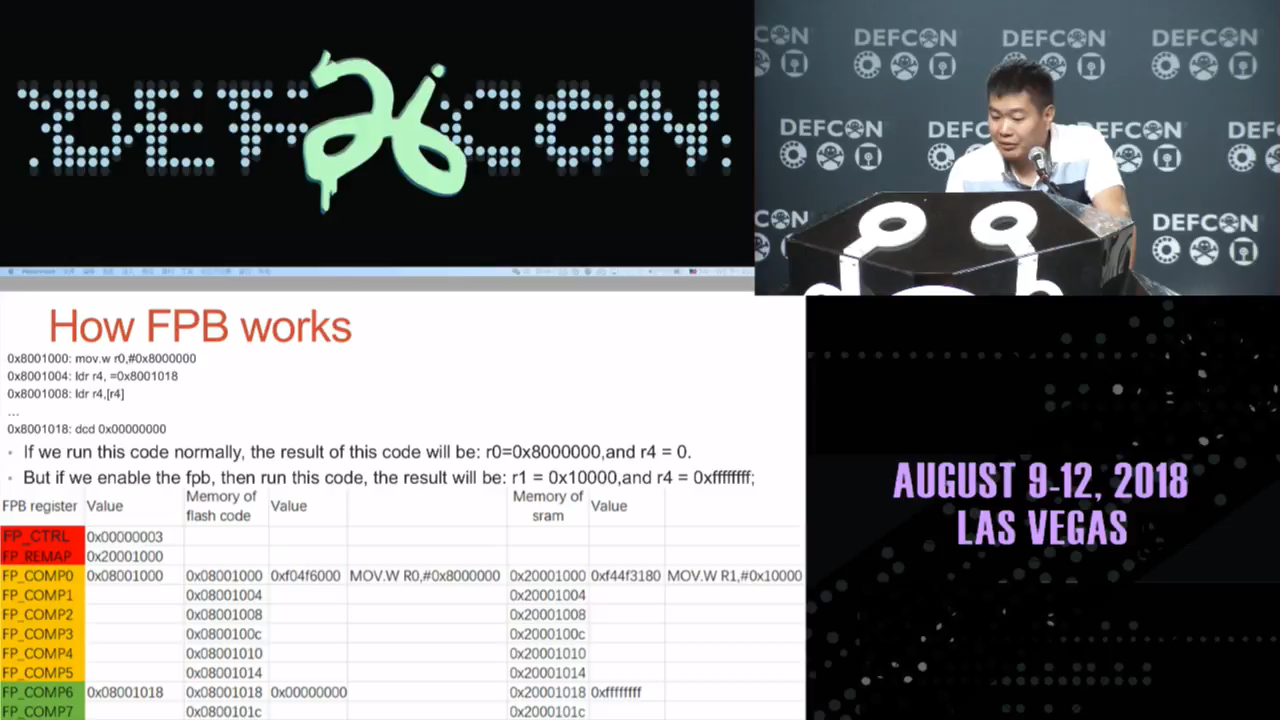 DEFCON
26
DEFCON DEFCON DEFCON
DEFCON DEFCON DEFCON DEF
DEFCON
How FPB works
0x8001000: mov.w r0,#0x8000000
0x8001004: ldr r4, =0x8001018
0x8001008: ldr r4,[r4]
...
0x8001018: dcd 0x00000000
• If we run this code normally, the result of this code will be: r0=0x8000000,and r4 = 0.
• But if we enable the fpb, then run this code, the result will be: r1 = 0x10000,and r4 = 0xffffffff;
FPB register Value Memory of flash code Value Memory of sram Value
FP_CTRL 0x00000003
FP_REMAP 0x20001000
FP_COMP0 0x08001000 0x08001000 0xf04f6000 MOV.W R0,#0x8000000 0x20001000 0xf44f3180 MOV.W R1,#0x10000
FP_COMP1 0x08001004 0x20001004
FP_COMP2 0x08001008 0x20001008
FP_COMP3 0x0800100c 0x2000100c
FP_COMP4 0x08001010 0x20001010
FP_COMP5 0x08001014 0x20001014
FP_COMP6 0x08001018 0x08001018 0x00000000 0x20001018 0xffffffff
FP_COMP7 0x0800101c 0x2000101c
AUGUST 9-12, 2018
LAS VEGAS